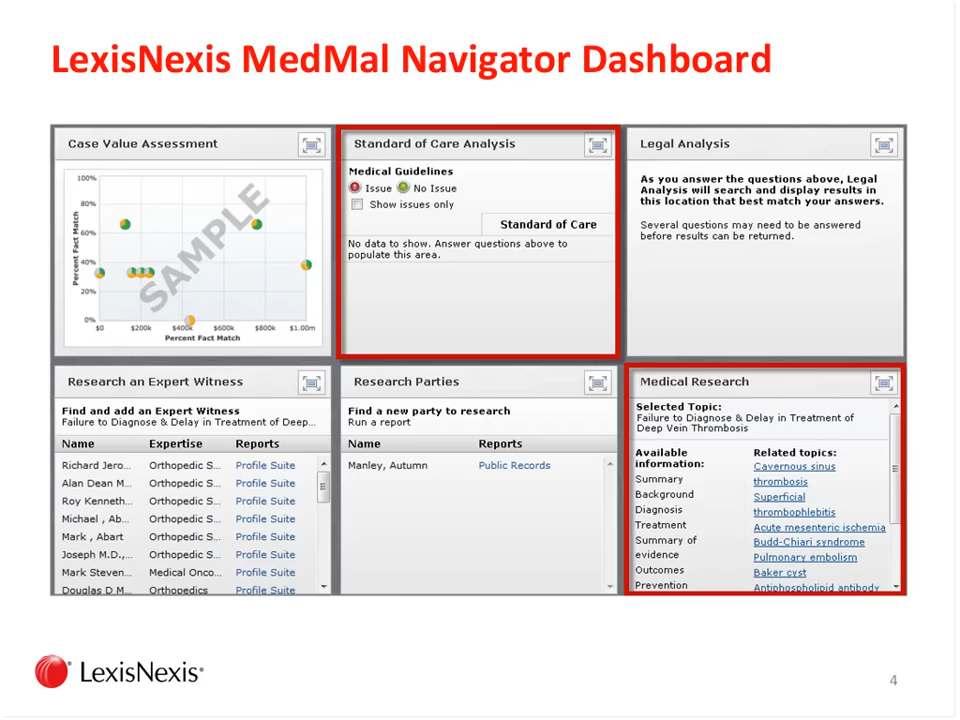 LexisNexis MedMal Navigator Dashboard
Case Value Assessment
100%
80%
60%
40%
20%
0%
Percent Fact Match
SAMPLE
$0
$200k
$400k
$600k
$800k
$1.00m
Percent Fact Match
Standard of Care Analysis
Medical Guidelines
Issue No Issue
Show issues only
Standard of Care
No data to show. Answer questions above to
populate this area.
Legal Analysis
As you answer the questions above, Legal
Analysis will search and display results in
this location that best match your answers.
Several questions may need to be answered
before results can be returned.
Research an Expert Witness
Find and add an Expert Witness
Failure to Diagnose & Delay in Treatment of Deep...
Name Expertise Reports
Richard Jero... Orthopedic S... Profile Suite
Alan Dean M... Orthopedic S... Profile Suite
Roy Kenneth... Orthopedic S... Profile Suite
Michael , Ab... Orthopedic S... Profile Suite
Mark , Abart Orthopedic S... Profile Suite
Joseph M.D.,... Orthopedic S... Profile Suite
Mark Steven... Medical Onco... Profile Suite
Douglas D M... Orthopedics Profile Suite
Research Parties
Find a new party to research
Run a report
Name Reports
Manley, Autumn Public Records
Medical Research
Selected Topic:
Failure to Diagnose & Delay in Treatment of
Deep Vein Thrombosis
Available
information:
Summary
Background
Diagnosis
Treatment
Summary of
evidence
Outcomes
Prevention
Related topics:
Cavernous sinus
thrombosis
Superficial
thrombophlebitis
Acute mesenteric ischemia
Budd-Chiari syndrome
Pulmonary embolism
Baker cyst
Antiphospholipid antibody
LexisNexis®
4